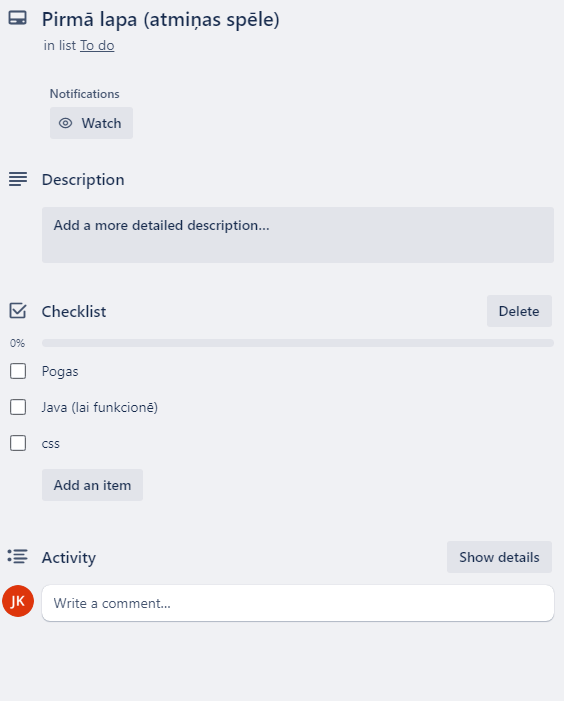 Pirmā lapa (atmiņas spēle)
in list To do
Notifications
Watch
Description
Add a more detailed description...
Checklist
Delete
0%
Pogas
Java (lai funkcionē)
css
Add an item
Activity
Show details
JK
Write a comment...